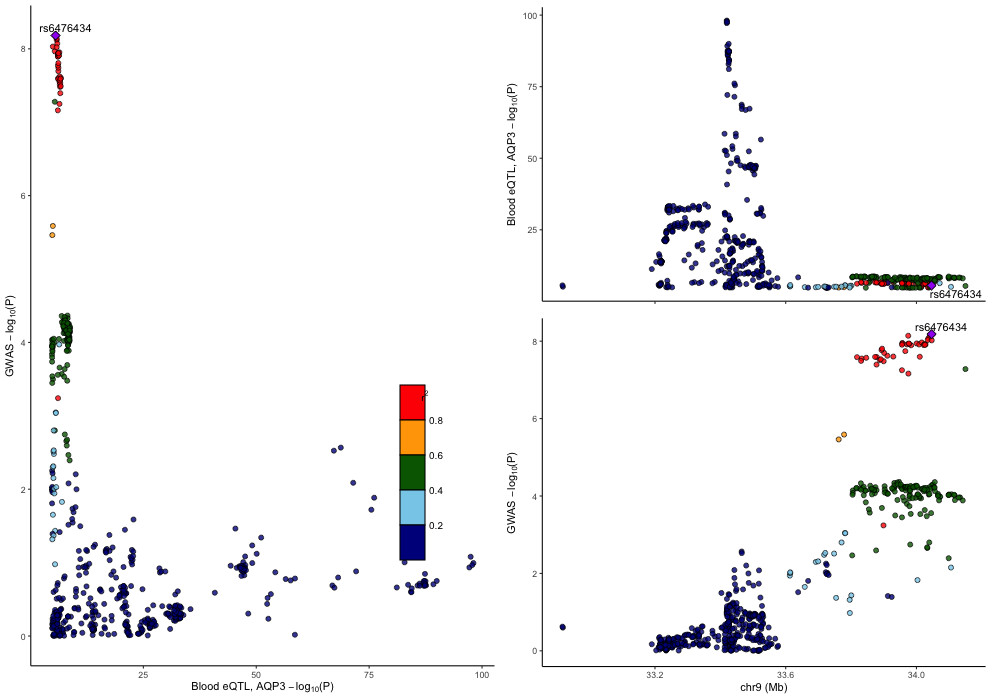 rs6476434
8
6
4
2
0
GWAS − log10(P)
25
50
75
100
Blood eQTL, AQP3 − log10(P)
r2
0.8
0.6
0.4
0.2
100
75
50
25
Blood eQTL, AQP3 − log10(P)
rs6476434
rs6476434
8
6
4
2
0
GWAS − log10(P)
33.2
33.6
34.0
chr9 (Mb)